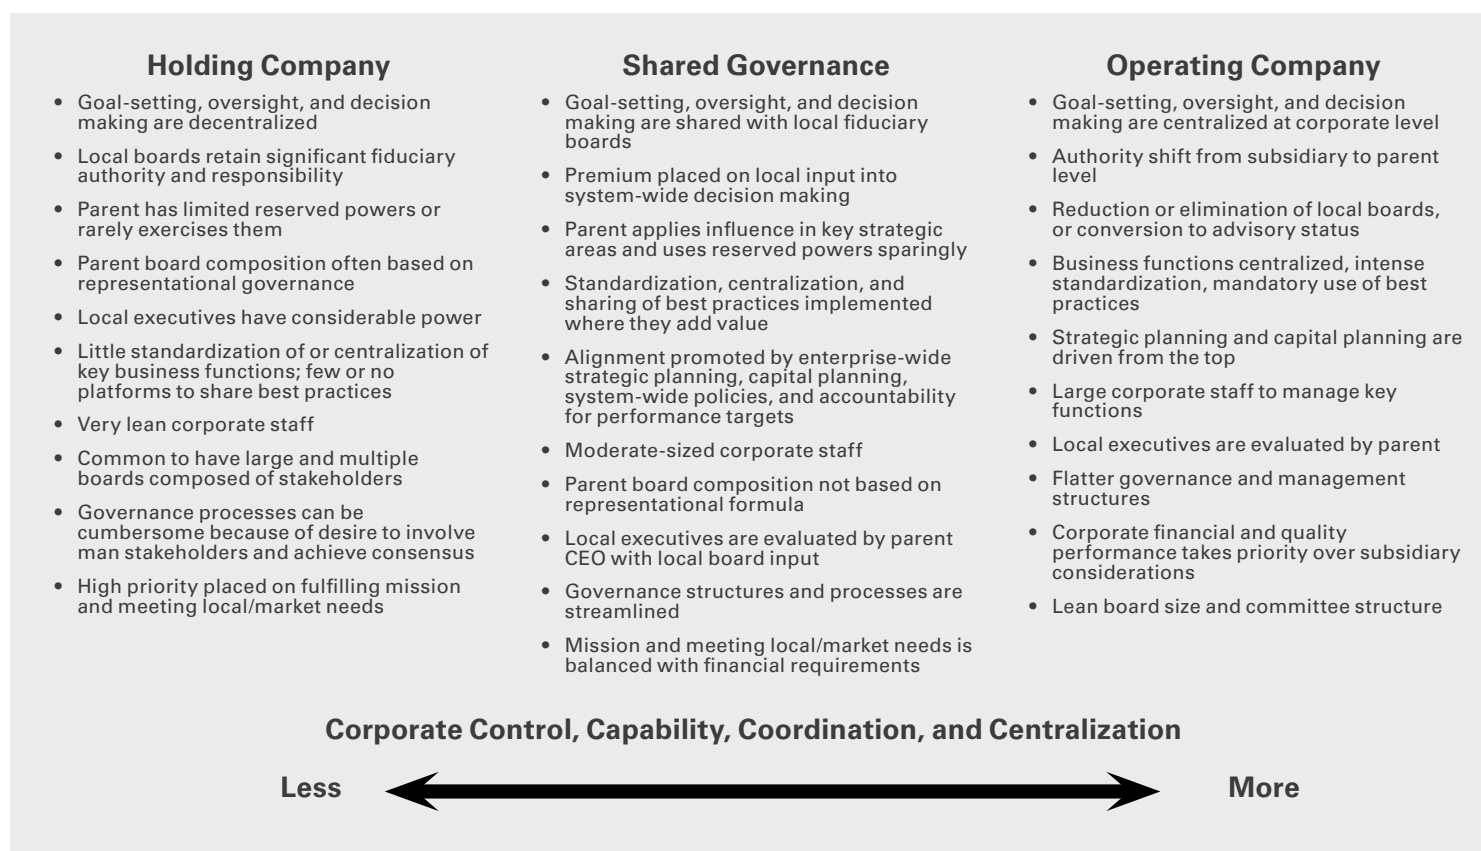 Holding Company
• Goal-setting, oversight, and decision
making are decentralized
• Local boards retain significant fiduciary
authority and responsibility
• Parent has limited reserved powers or
rarely exercises them
• Parent board composition often based on
representational governance
• Local executives have considerable power
• Little standardization of or centralization of
key business functions; few or no
platforms to share best practices
• Very lean corporate staff
• Common to have large and multiple
boards composed of stakeholders
• Governance processes can be
cumbersome because of desire to involve
man stakeholders and achieve consensus
• High priority placed on fulfilling mission
and meeting local/market needs
Shared Governance
• Goal-setting, oversight, and decision
making are shared with local fiduciary
boards
• Premium placed on local input into
system-wide decision making
• Parent applies influence in key strategic
areas and uses reserved powers sparingly
• Standardization, centralization, and
sharing of best practices implemented
where they add value
• Alignment promoted by enterprise-wide
strategic planning, capital planning,
system-wide policies, and accountability
for performance targets
• Moderate-sized corporate staff
• Parent board composition not based on
representational formula
• Local executives are evaluated by parent
CEO with local board input
• Governance structures and processes are
streamlined
• Mission and meeting local/market needs is
balanced with financial requirements
Operating Company
• Goal-setting, oversight, and decision
making are centralized at corporate level
• Authority shift from subsidiary to parent
level
• Reduction or elimination of local boards,
or conversion to advisory status
• Business functions centralized, intense
standardization, mandatory use of best
practices
• Strategic planning and capital planning are
driven from the top
• Large corporate staff to manage key
functions
• Local executives are evaluated by parent
• Flatter governance and management
structures
• Corporate financial and quality
performance takes priority over subsidiary
considerations
• Lean board size and committee structure
Corporate Control, Capability, Coordination, and Centralization
Less
More